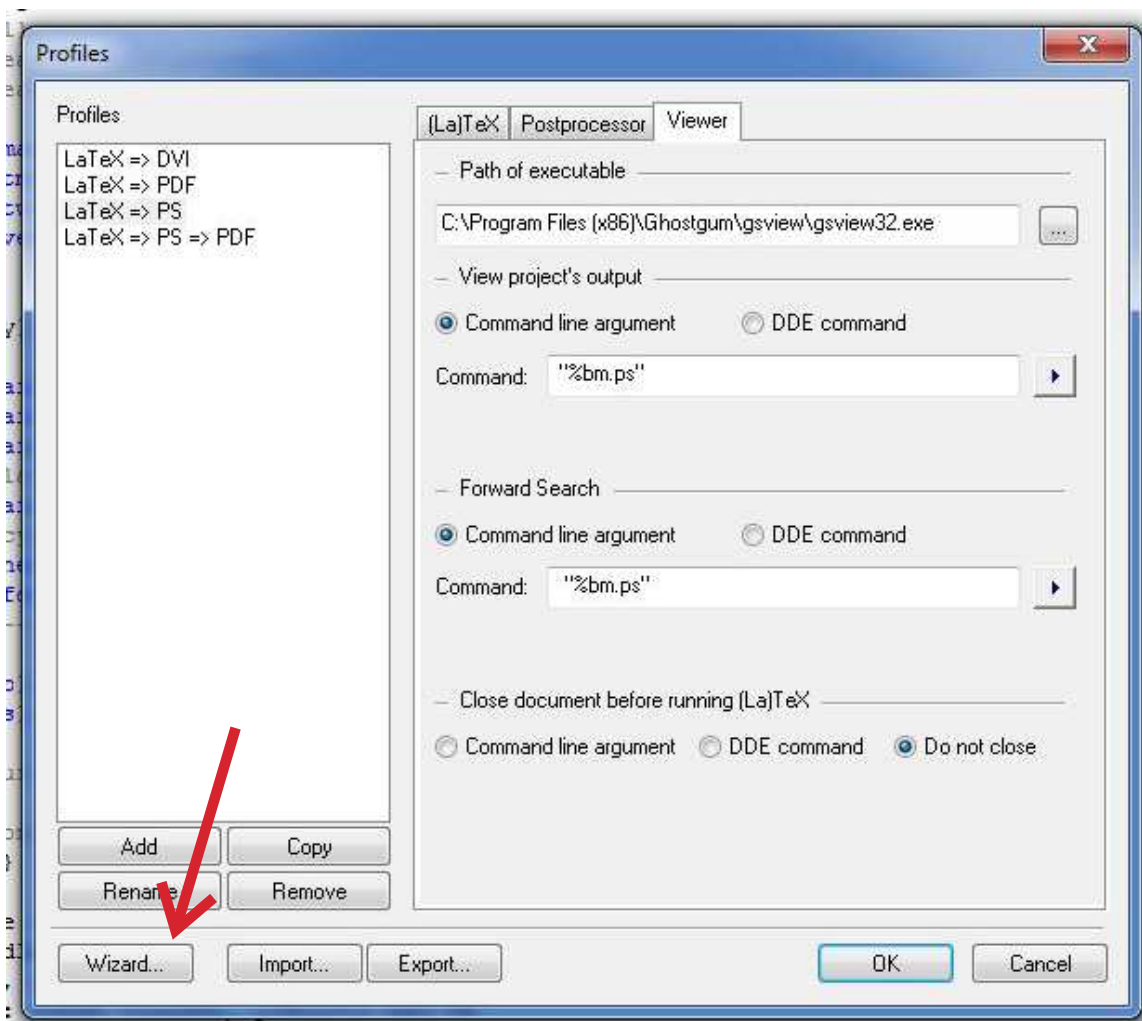 Profiles
Profiles
LaTeX => DVI
LaTeX => PDF
LaTeX => PS
LaTeX => PS => PDF
Add
Copy
Rename
Remove
(La)TeX
Postprocessor
Viewer
Path of executable
C:\Program Files (x86)\Ghostgum\gsview\gsview32.exe
...
View project's output
Command line argument
DDE command
Command:
"%bm.ps"
Forward Search
Command line argument
DDE command
Command:
"%bm.ps"
Close document before running (La)TeX
Command line argument
DDE command
Do not close
Wizard...
Import...
Export...
OK
Cancel